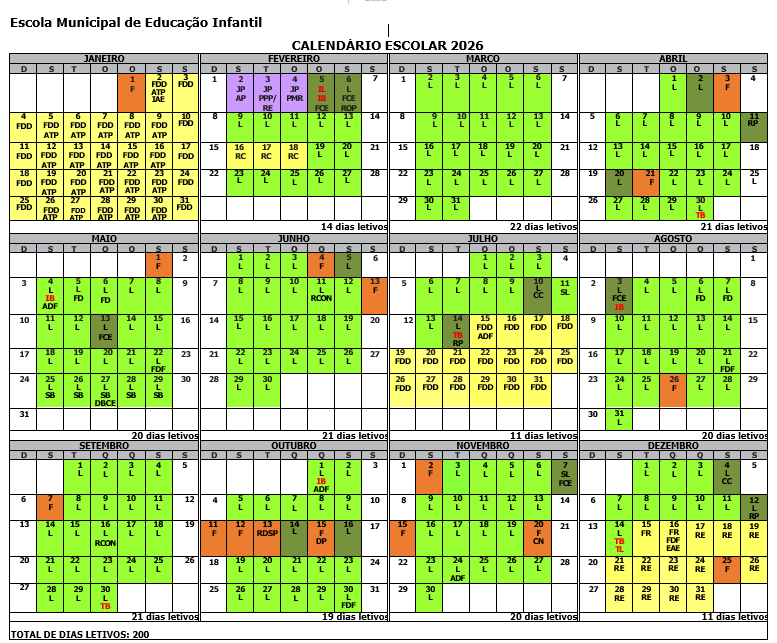 Escola Municipal de Educação Infantil
CALENDÁRIO ESCOLAR 2026
JANEIRO FEVEREIRO MARÇO ABRIL
D S T Q Q S S D S T Q Q S S D S T Q Q S S D S T Q Q S S
1 2 3 1 2 3 4 5 6 7 1 2 3 4 5 6 7 1 2 3 4
F FDD FDD JP JP JP L L L L L L L L L L F
ATP AP PPP/ PMR IB FCE
IAE RE FCE ROP
4 5 6 7 8 9 10 8 9 10 11 12 13 14 8 9 10 11 12 13 14 5 6 7 8 9 10 11
FDD FDD FDD FDD FDD FDD FDD L L L L L L L L L L L L L L L L
ATP ATP ATP ATP ATP RP
11 12 13 14 15 16 17 15 16 17 18 19 20 21 15 16 17 18 19 20 21 12 13 14 15 16 17 18
FDD FDD FDD FDD FDD FDD FDD RC RC RC L L L L L L L L L L L L
ATP ATP ATP ATP ATP
18 19 20 21 22 23 24 22 23 24 25 26 27 28 22 23 24 25 26 27 28 19 20 21 22 23 24 25
FDD FDD FDD FDD FDD FDD FDD L L L L L L L L L L L F L L L L
ATP ATP ATP ATP ATP
25 26 27 28 29 30 31 29 30 31 26 27 28 29 30
FDD FDD FDD FDD FDD FDD FDD L L L L L L
ATP ATP ATP ATP ATP TB
14 dias letivos 22 dias letivos 21 dias letivos
MAIO JUNHO JULHO AGOSTO
D S T Q Q S S D S T Q Q S S D S T Q Q S S D S T Q Q S S
1 2 1 2 3 4 5 6 1 2 3 4 1
F L L L F L L L L
3 4 5 6 7 8 9 7 8 9 10 11 12 13 5 6 7 8 9 10 11 2 3 4 5 6 7 8
L L L L L L L L L L F L L L L L SL L L L L L
IB FD FD RCON CC FCE FD FD
ADF IB
10 11 12 13 14 15 16 14 15 16 17 18 19 20 12 13 14 15 16 17 18 9 10 11 12 13 14 15
L L L L L L L L L L L L FDD FDD FDD FDD L L L L L
FCE TB ADF
RP
17 18 19 20 21 22 23 21 22 23 24 25 26 27 19 20 21 22 23 24 25 16 17 18 19 20 21 22
L L L L L L L L L L FDD FDD FDD FDD FDD FDD FDD L L L L L
FDF FDF
24 25 26 27 28 29 30 28 29 30 26 27 28 29 30 31 23 24 25 26 27 28 29
L L L L L L L FDD FDD FDD FDD FDD FDD L L F L L
SB SB SB SB SB
DBCE
31 30 31
L
20 dias letivos 21 dias letivos 11 dias letivos 20 dias letivos
SETEMBRO OUTUBRO NOVEMBRO DEZEMBRO
D S T Q Q S S D S T Q Q S S D S T Q Q S S D S T Q Q S S
1 2 3 4 5 1 2 3 1 2 3 4 5 6 7 1 2 3 4 5
L L L L L L F L L L L SL L L L L
IB FCE CC
ADF
6 7 8 9 10 11 12 4 5 6 7 8 9 10 8 9 10 11 12 13 14 6 7 8 9 10 11 12
F L L L L L L L L L L L L L L L L L L L L
RP
13 14 15 16 17 18 19 11 12 13 14 15 16 17 15 16 17 18 19 20 21 13 14 15 16 17 18 19
L L L L L F F RDSP L F L F L L L L F L FR FR RE RE RE
RCON DP CN TB FDF
TL EAE
20 21 22 23 24 25 26 18 19 20 21 22 23 24 22 23 24 25 26 27 28 20 21 22 23 24 25 26
L L L L L L L L L L L L L L L RE RE RE RE F RE
ADF
27 28 29 30 25 26 27 28 29 30 31 29 30 27 28 29 30 31
L L L L L L L L L RE RE RE RE
TB FDF
21 dias letivos 19 dias letivos 20 dias letivos 11 dias letivos
TOTAL DE DIAS LETIVOS: 200